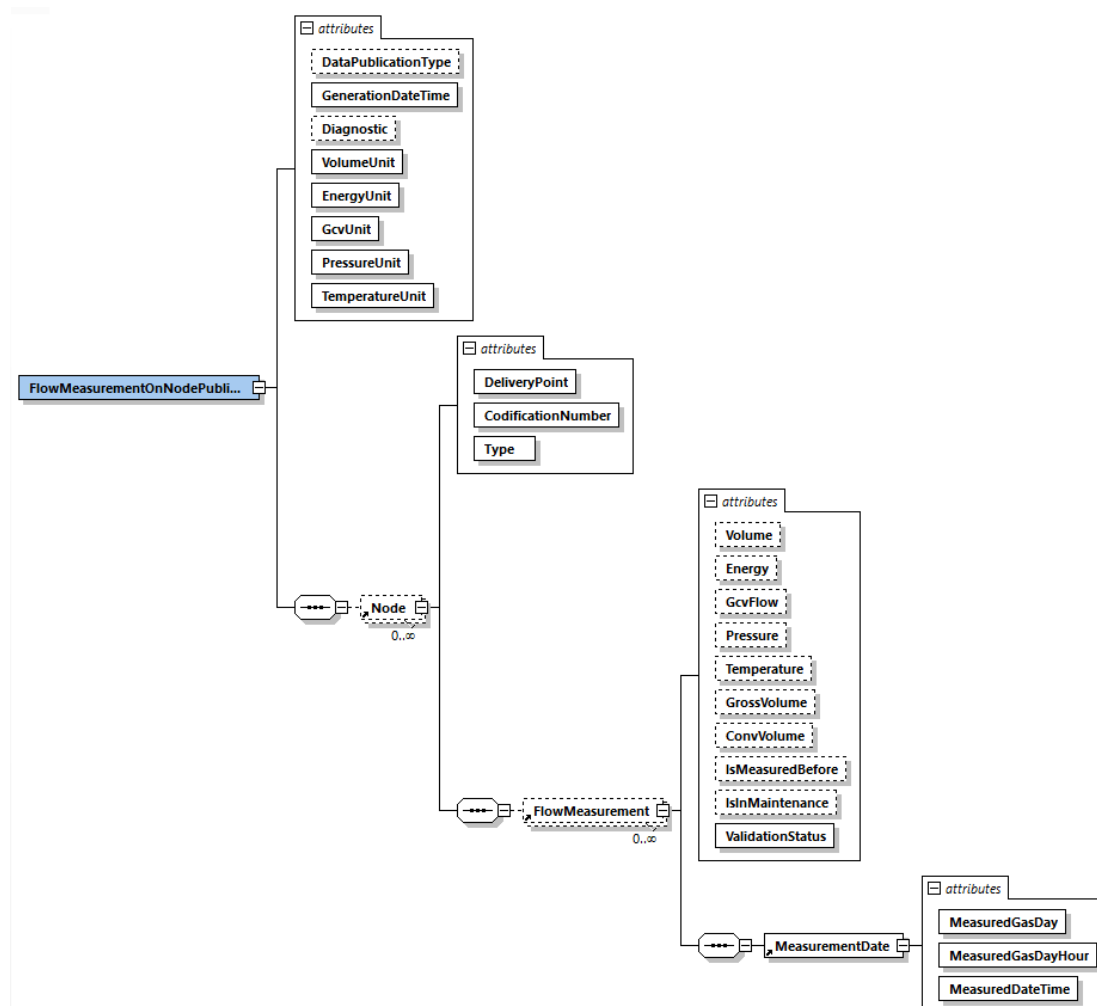 attributes
DataPublicationType
GenerationDateTime
Diagnostic
VolumeUnit
EnergyUnit
GcvUnit
PressureUnit
TemperatureUnit
FlowMeasurementOnNodePubli...
attributes
DeliveryPoint
CodificationNumber
Type
Node
0..∞
attributes
Volume
Energy
GcvFlow
Pressure
Temperature
GrossVolume
ConvVolume
IsMeasuredBefore
IsInMaintenance
ValidationStatus
FlowMeasurement
0..∞
attributes
MeasuredGasDay
MeasuredGasDayHour
MeasuredDateTime
MeasurementDate